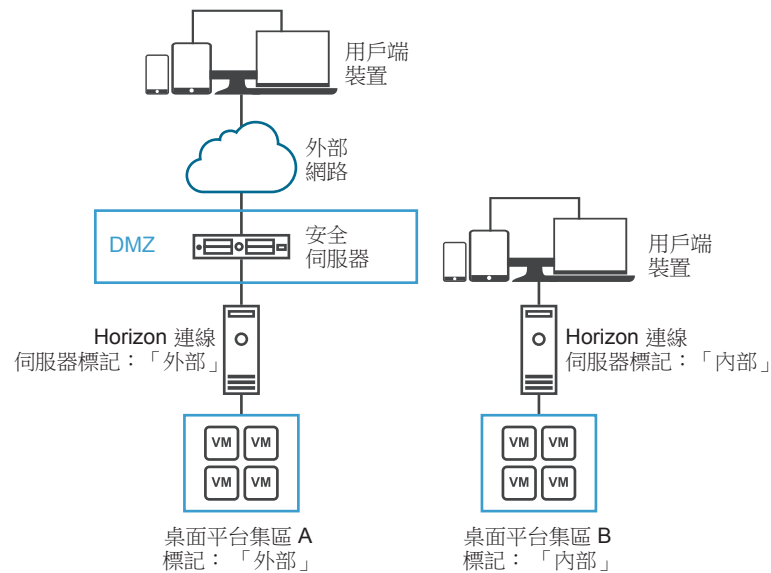 用戶端
裝置
外部
網路
DMZ
安全
伺服器
用戶端
裝置
Horizon 連線
伺服器標記：「外部」
Horizon 連線
伺服器標記：「內部」
VM VM
VM VM
VM VM
VM VM
桌面平台集區 A
標記：「外部」
桌面平台集區 B
標記：「內部」